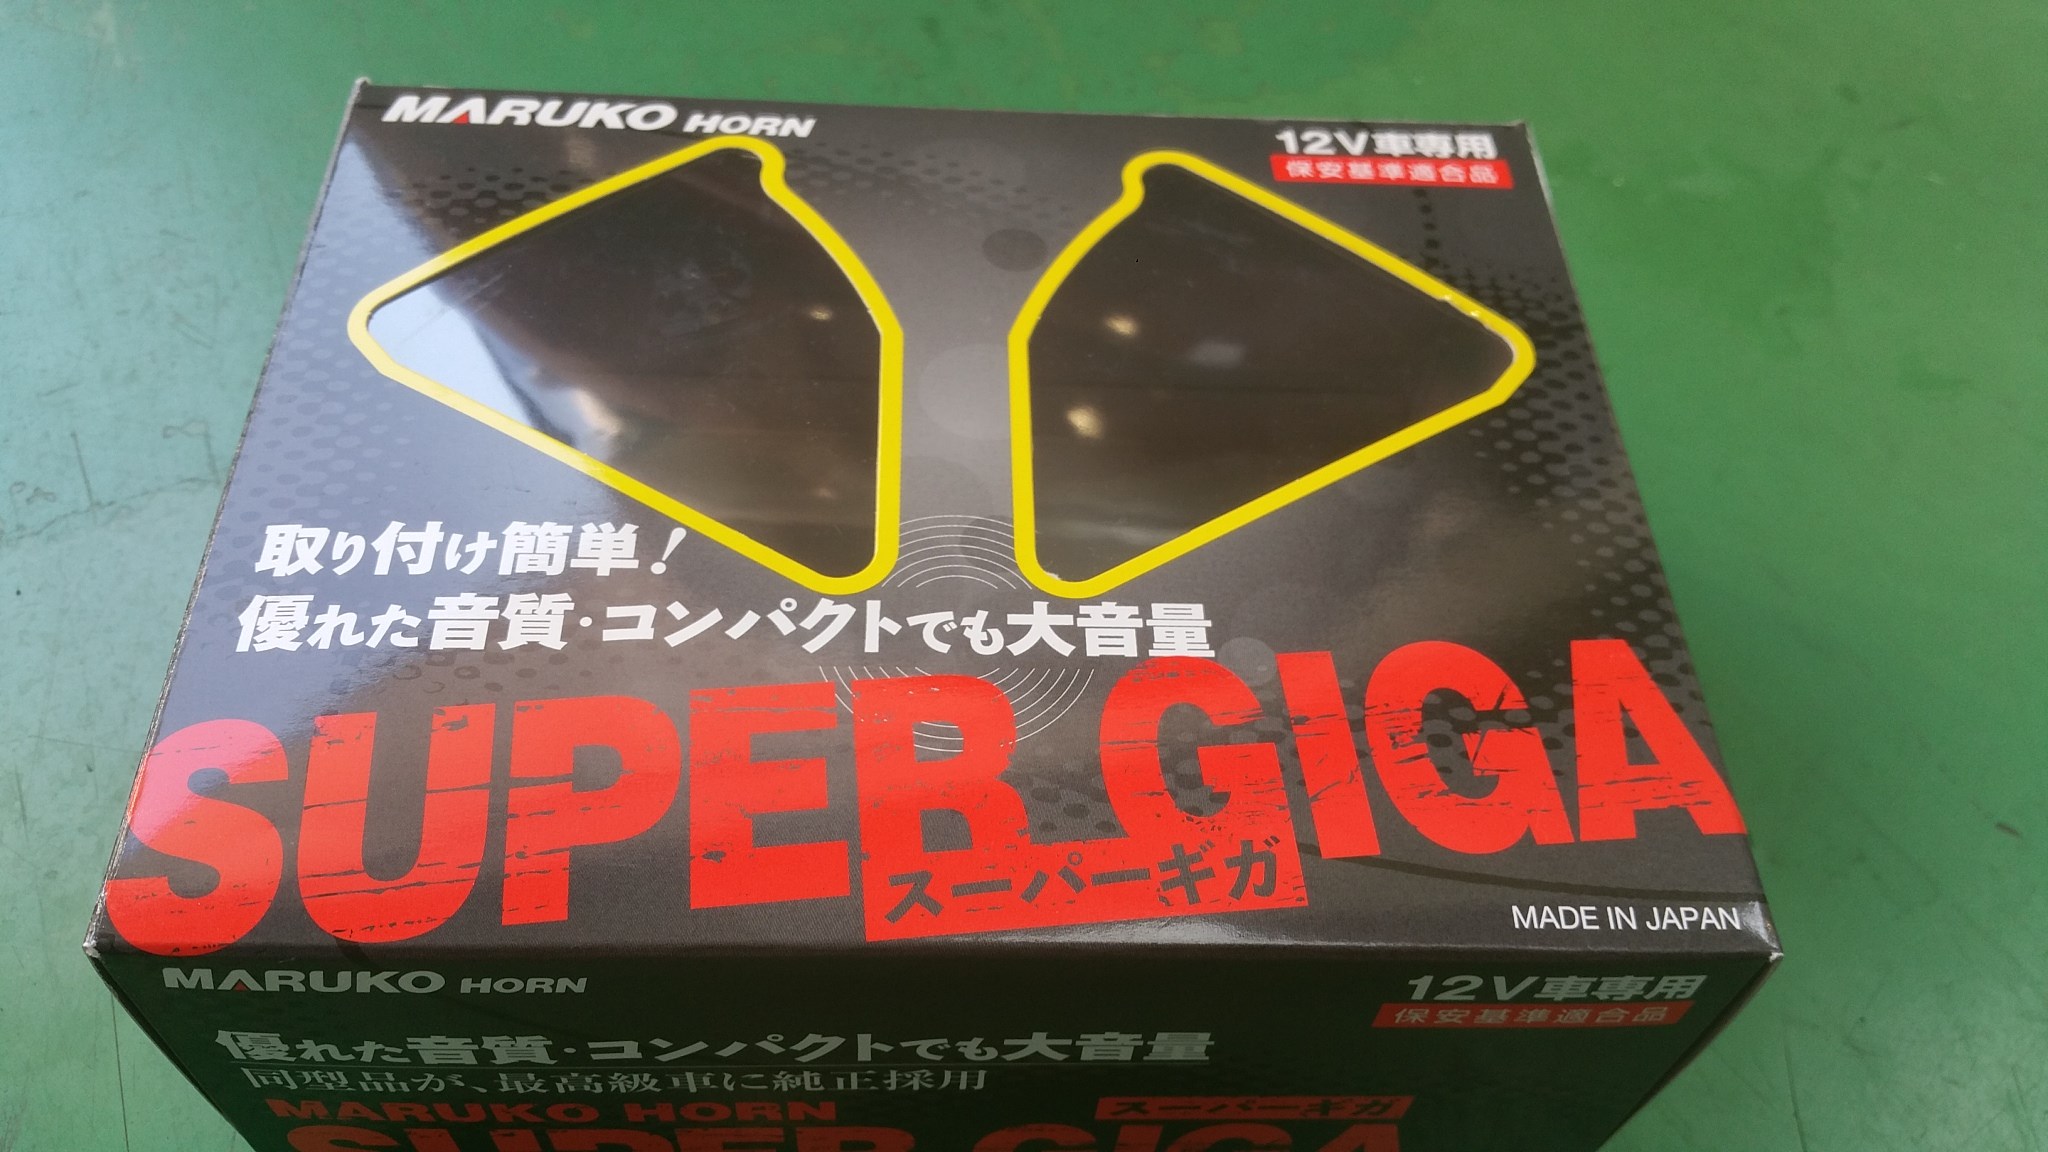 MARUKO HORN
12V車専用
保安基準適合品
取り付け簡単!
優れた音質・コンパクトでも大音量
SUPER GIGA
スーパーギガ
MADE IN JAPAN
MARUKO HORN
12V車専用
保安基準適合品
優れた音質・コンパクトでも大音量
同型品が、最高級車に純正採用
MARUKO HORN
スーパーギガ
SUPER GIGA